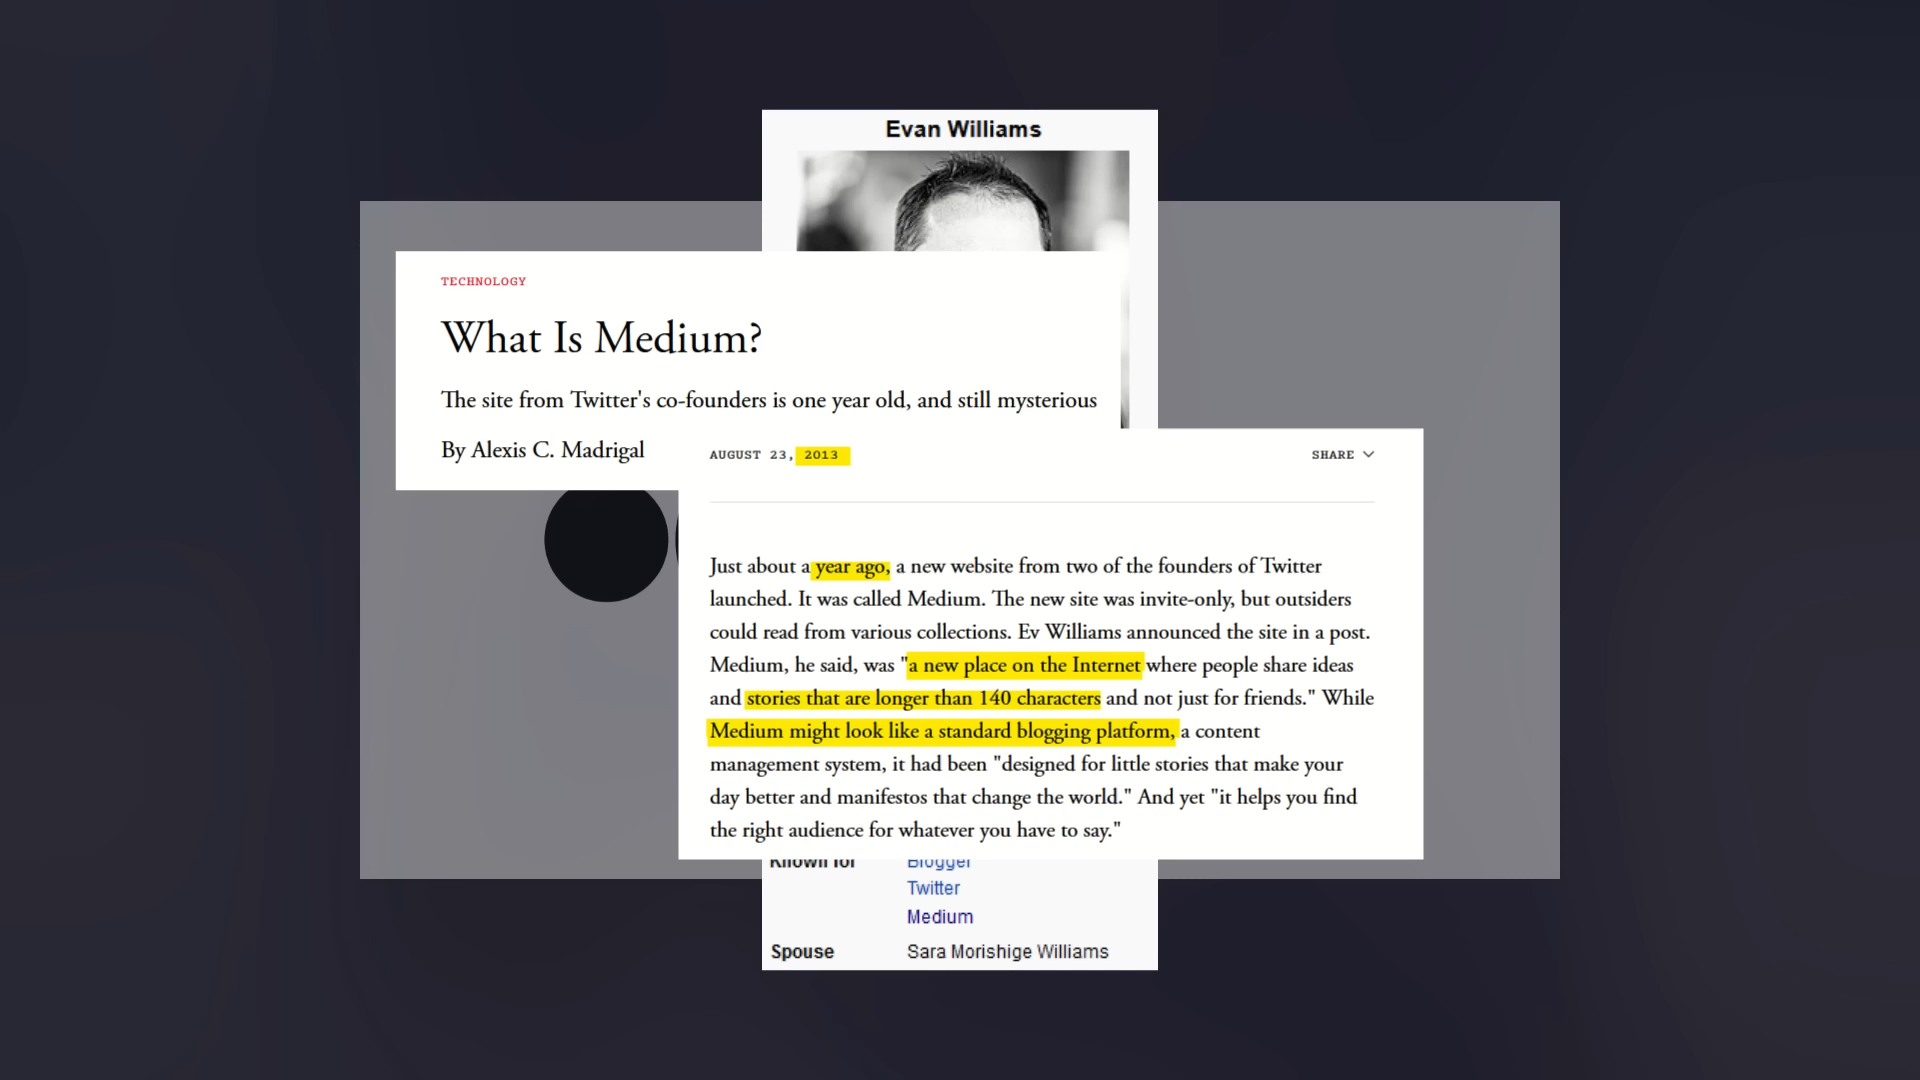 Evan Williams
TECHNOLOGY
What Is Medium?
The site from Twitter's co-founders is one year old, and still mysterious
By Alexis C. Madrigal
AUGUST 23, 2013
SHARE
Just about a year ago, a new website from two of the founders of Twitter
launched. It was called Medium. The new site was invite-only, but outsiders
could read from various collections. Ev Williams announced the site in a post.
Medium, he said, was "a new place on the Internet where people share ideas
and stories that are longer than 140 characters and not just for friends." While
Medium might look like a standard blogging platform, a content
management system, it had been "designed for little stories that make your
day better and manifestos that change the world." And yet "it helps you find
the right audience for whatever you have to say."
Known for Blogger
Twitter
Medium
Spouse Sara Morishige Williams